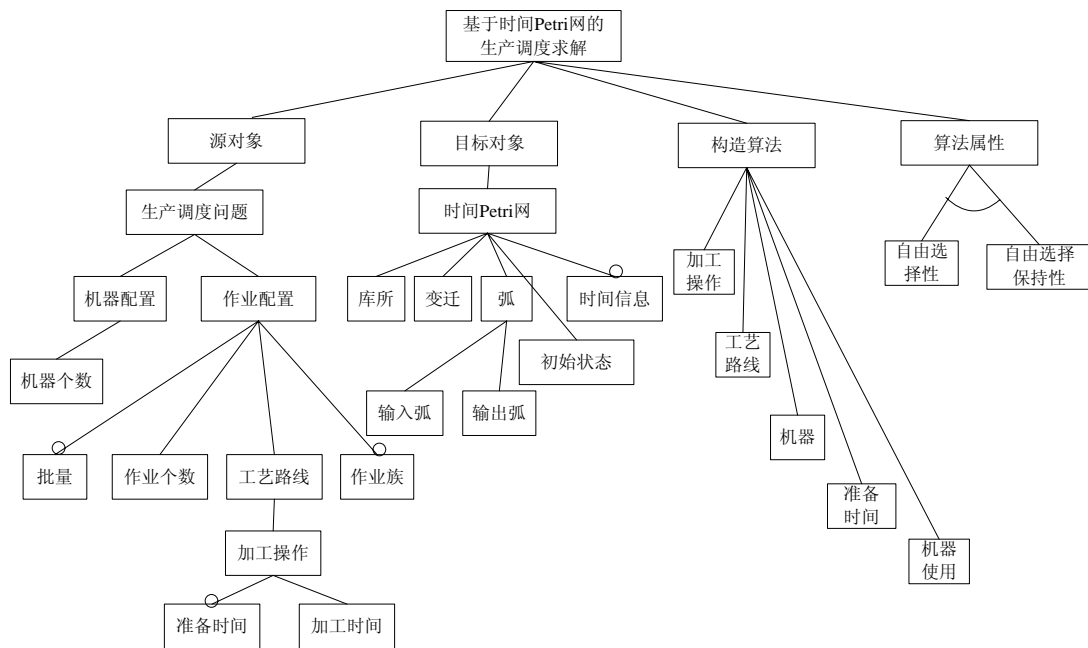 基于时间Petri网的
生产调度求解
源对象
目标对象
构造算法
算法属性
生产调度问题
时间Petri网
加工
操作
自由选
择性
自由选择
保持性
机器配置
作业配置
库所
变迁
弧
时间信息
工艺
路线
初始状态
机器个数
输入弧
输出弧
机器
批量
作业个数
工艺路线
作业族
准备
时间
加工操作
机器
使用
准备时间
加工时间